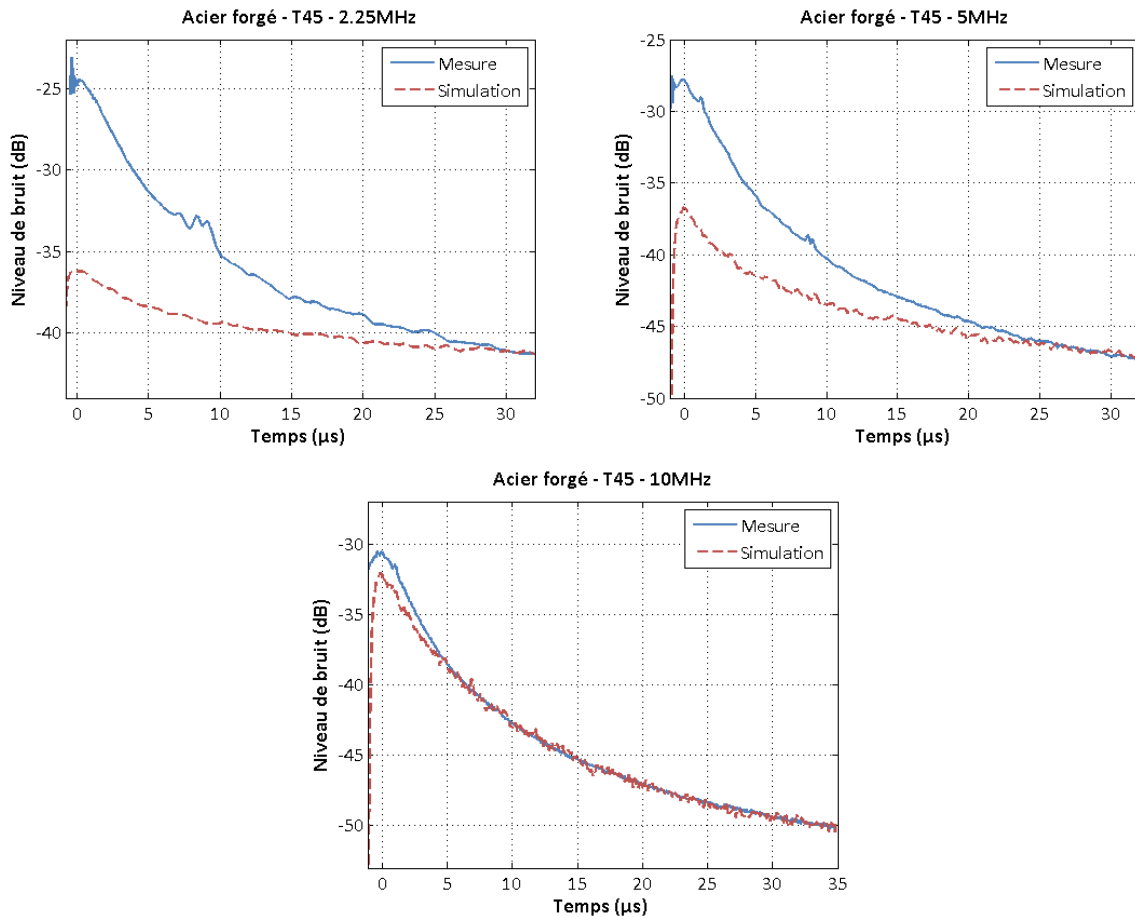 Acier forgé - T45 - 2.25MHz
Niveau de bruit (dB)
-25
-30
-35
-40
Mesure
Simulation
0 5 10 15 20 25 30
Temps (µs)
Acier forgé - T45 - 5MHz
Niveau de bruit (dB)
-25
-30
-35
-40
-45
-50
Mesure
Simulation
0 5 10 15 20 25 30
Temps (µs)
Acier forgé - T45 - 10MHz
Niveau de bruit (dB)
-30
-35
-40
-45
-50
Mesure
Simulation
0 5 10 15 20 25 30 35
Temps (µs)